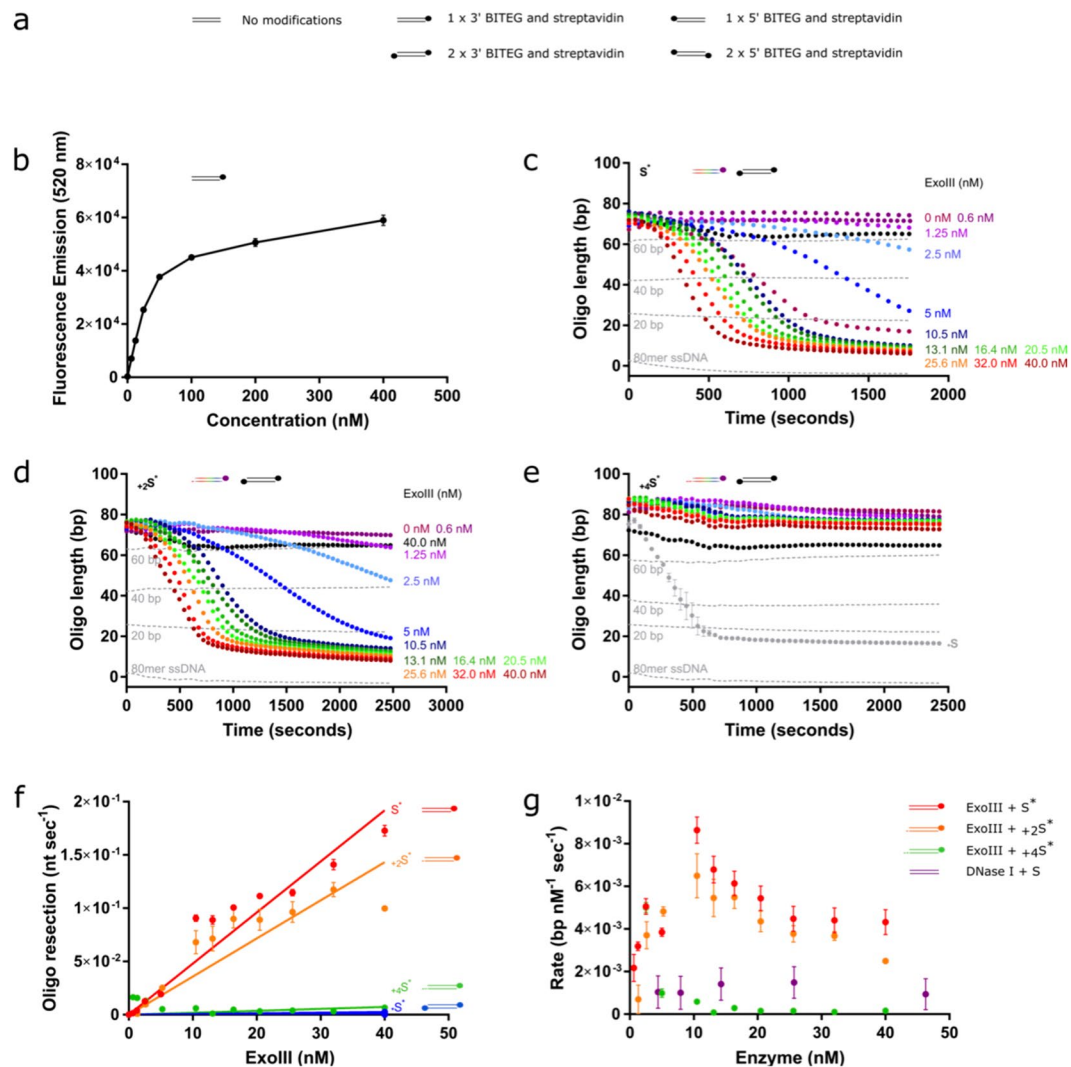 a
No modifications
1 x 3' BITEG and streptavidin
1 x 5' BITEG and streptavidin
2 x 3' BITEG and streptavidin
2 x 5' BITEG and streptavidin
b
Fluorescence Emission (520 nm)
8×10⁴
6×10⁴
4×10⁴
2×10⁴
0
0 100 200 300 400 500
Concentration (nM)
c
S*
Oligo length (bp)
100
80
60
40
20
0
60 bp
40 bp
20 bp
80mer ssDNA
ExoIII (nM)
0 nM 0.6 nM
1.25 nM
2.5 nM
5 nM
10.5 nM
13.1 nM 16.4 nM 20.5 nM
25.6 nM 32.0 nM 40.0 nM
0 500 1000 1500 2000
Time (seconds)
d
+2S*
Oligo length (bp)
100
80
60
40
20
0
60 bp
40 bp
20 bp
80mer ssDNA
ExoIII (nM)
0 nM 0.6 nM
40.0 nM
1.25 nM
2.5 nM
5 nM
10.5 nM
13.1 nM 16.4 nM 20.5 nM
25.6 nM 32.0 nM 40.0 nM
0 500 1000 1500 2000 2500 3000
Time (seconds)
e
+4S*
Oligo length (bp)
100
80
60
40
20
0
60 bp
40 bp
20 bp
80mer ssDNA
*S
0 500 1000 1500 2000 2500
Time (seconds)
f
Oligo resection (nt sec⁻¹)
2×10⁻¹
1.5×10⁻¹
1×10⁻¹
5×10⁻²
0
S*
+2S*
+4S*
*S*
0 10 20 30 40 50
ExoIII (nM)
g
Rate (bp nM⁻¹ sec⁻¹)
1×10⁻²
8×10⁻³
6×10⁻³
4×10⁻³
2×10⁻³
0
0 10 20 30 40 50
Enzyme (nM)
ExoIII + S*
ExoIII + +2S*
ExoIII + +4S*
DNase I + S